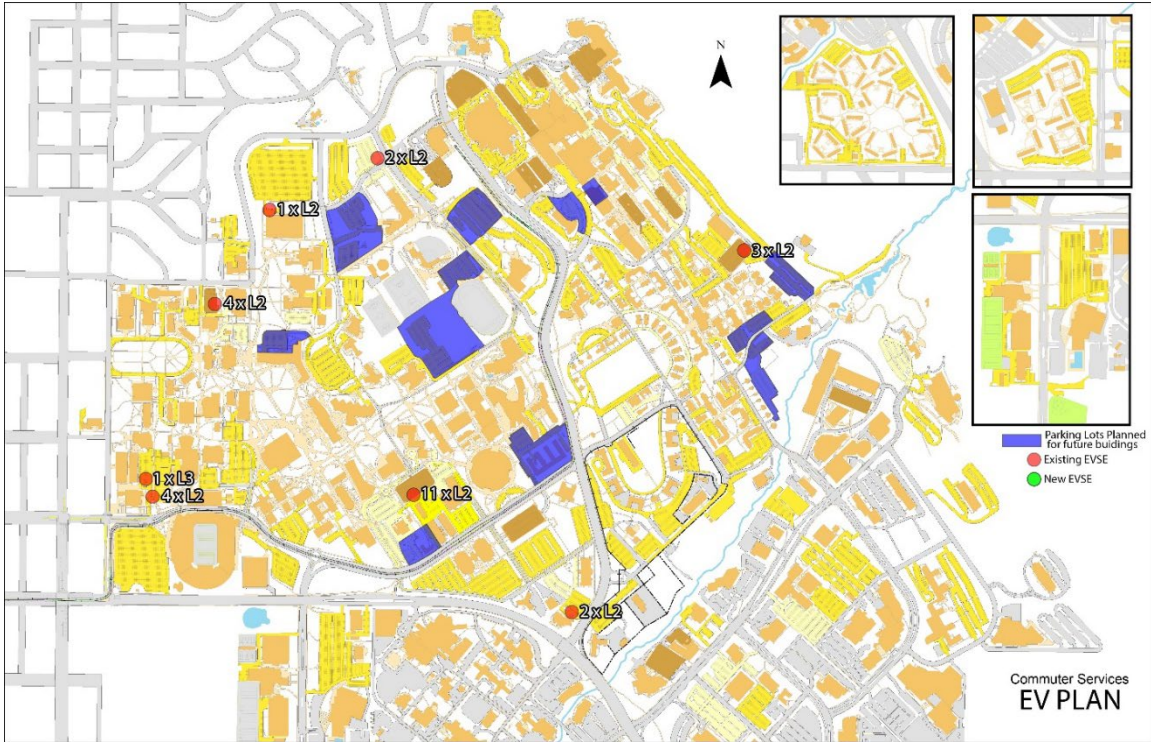 N
2 x L2
1 x L2
3 x L2
4 x L2
Parking Lots Planned
for future buidings
Existing EVSE
New EVSE
1 x L3
4 x L2
11 x L2
2 x L2
Commuter Services
EV PLAN